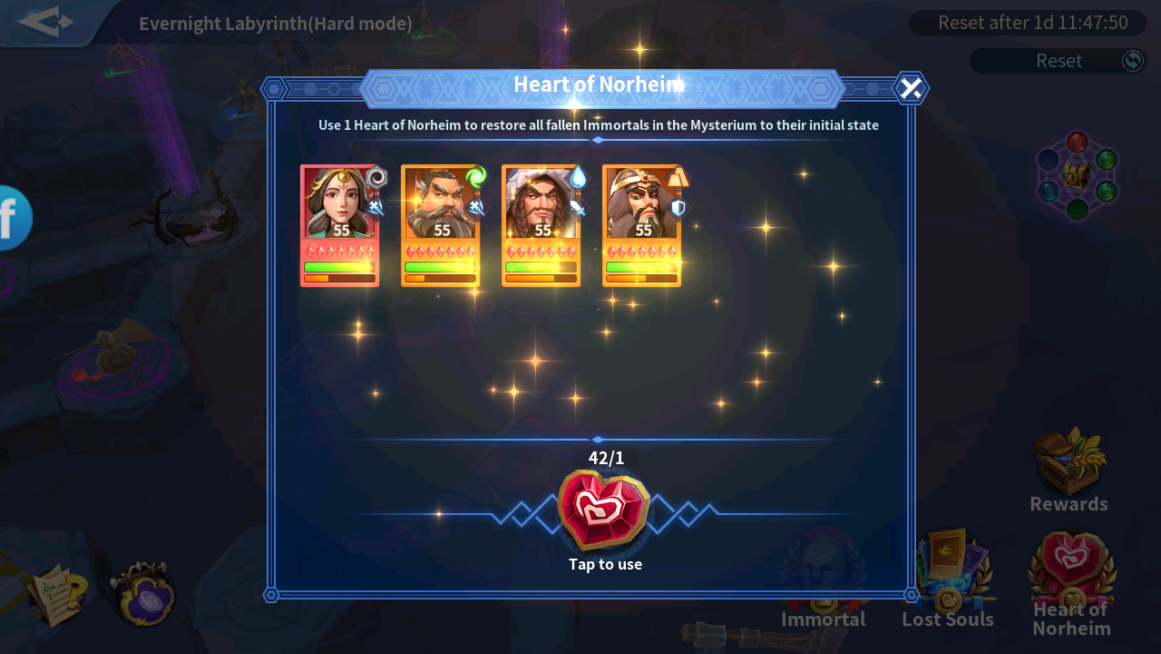 Evernight Labyrinth(Hard mode)
Reset after 1d 11:47:50
Reset
Heart of Norheim
Use 1 Heart of Norheim to restore all fallen Immortals in the Mysterium to their initial state
55
55
55
55
f
42/1
Tap to use
Rewards
Immortal
Lost Souls
Heart of
Norheim